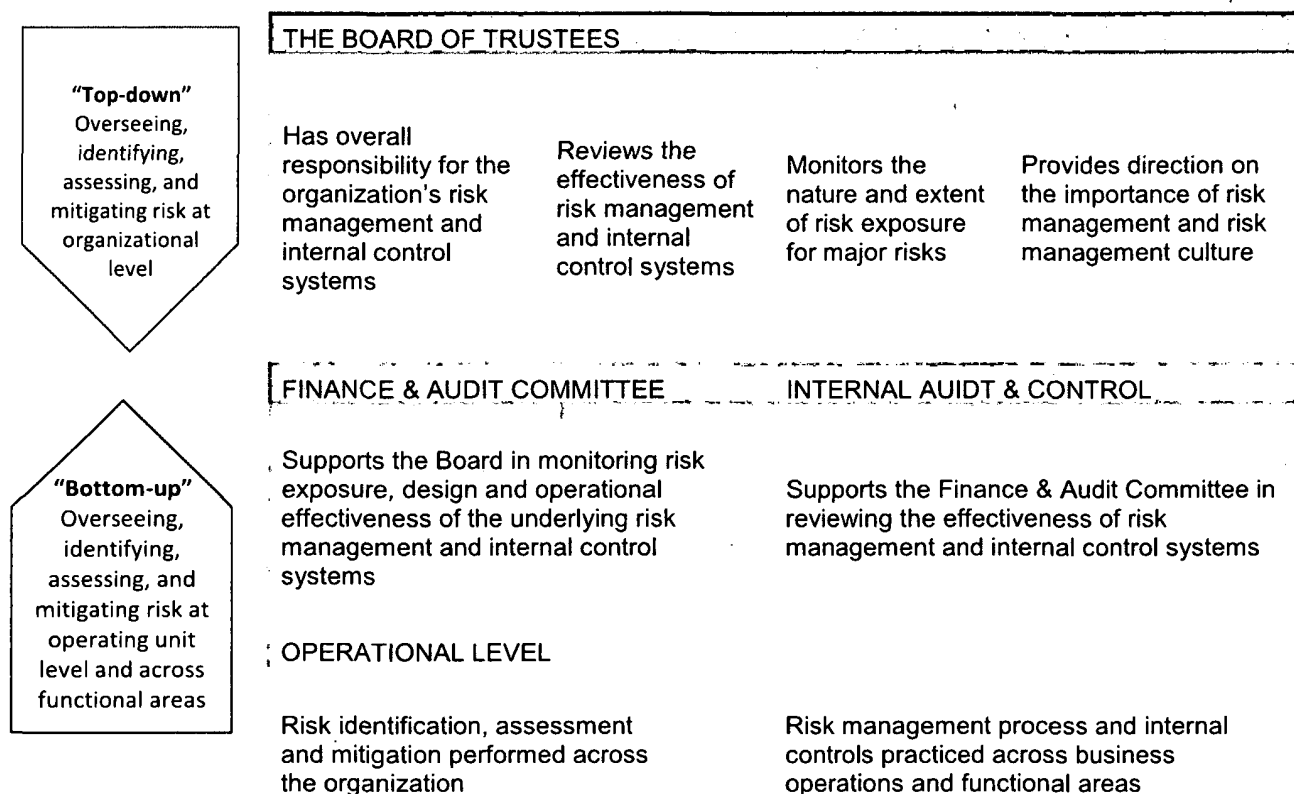 THE BOARD OF TRUSTEES
"Top-down"
Overseeing,
identifying,
assessing, and
mitigating risk at
organizational
level
Has overall
responsibility for the
organization's risk
management and
internal control
systems
Reviews the
effectiveness of
risk management
and internal
control systems
Monitors the
nature and extent
of risk exposure
for major risks
Provides direction on
the importance of risk
management and risk
management culture
FINANCE & AUDIT COMMITTEE
INTERNAL AUIDT & CONTROL
"Bottom-up"
Overseeing,
identifying,
assessing, and
mitigating risk at
operating unit
level and across
functional areas
Supports the Board in monitoring risk
exposure, design and operational
effectiveness of the underlying risk
management and internal control
systems
Supports the Finance & Audit Committee in
reviewing the effectiveness of risk
management and internal control systems
OPERATIONAL LEVEL
Risk identification, assessment
and mitigation performed across
the organization
Risk management process and internal
controls practiced across business
operations and functional areas